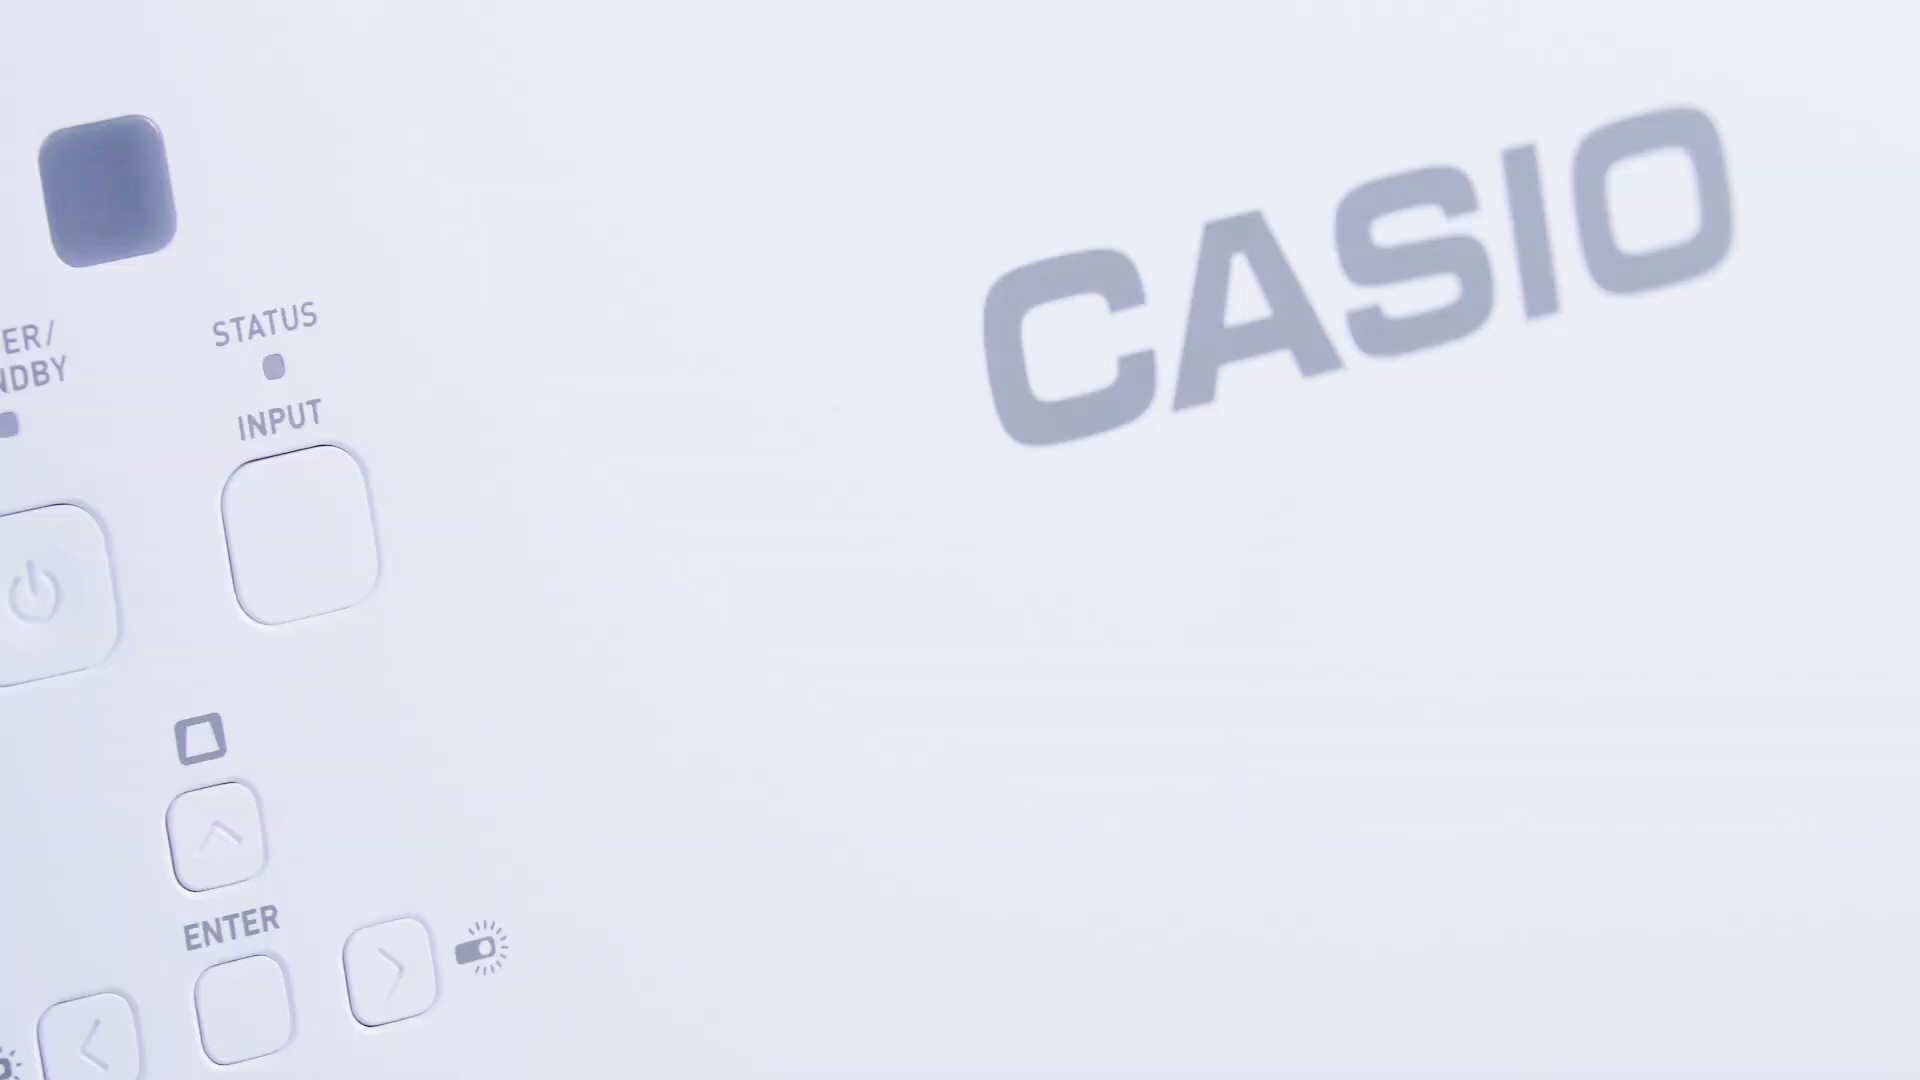 CASIO
ER/
NDBY
STATUS
INPUT
ENTER